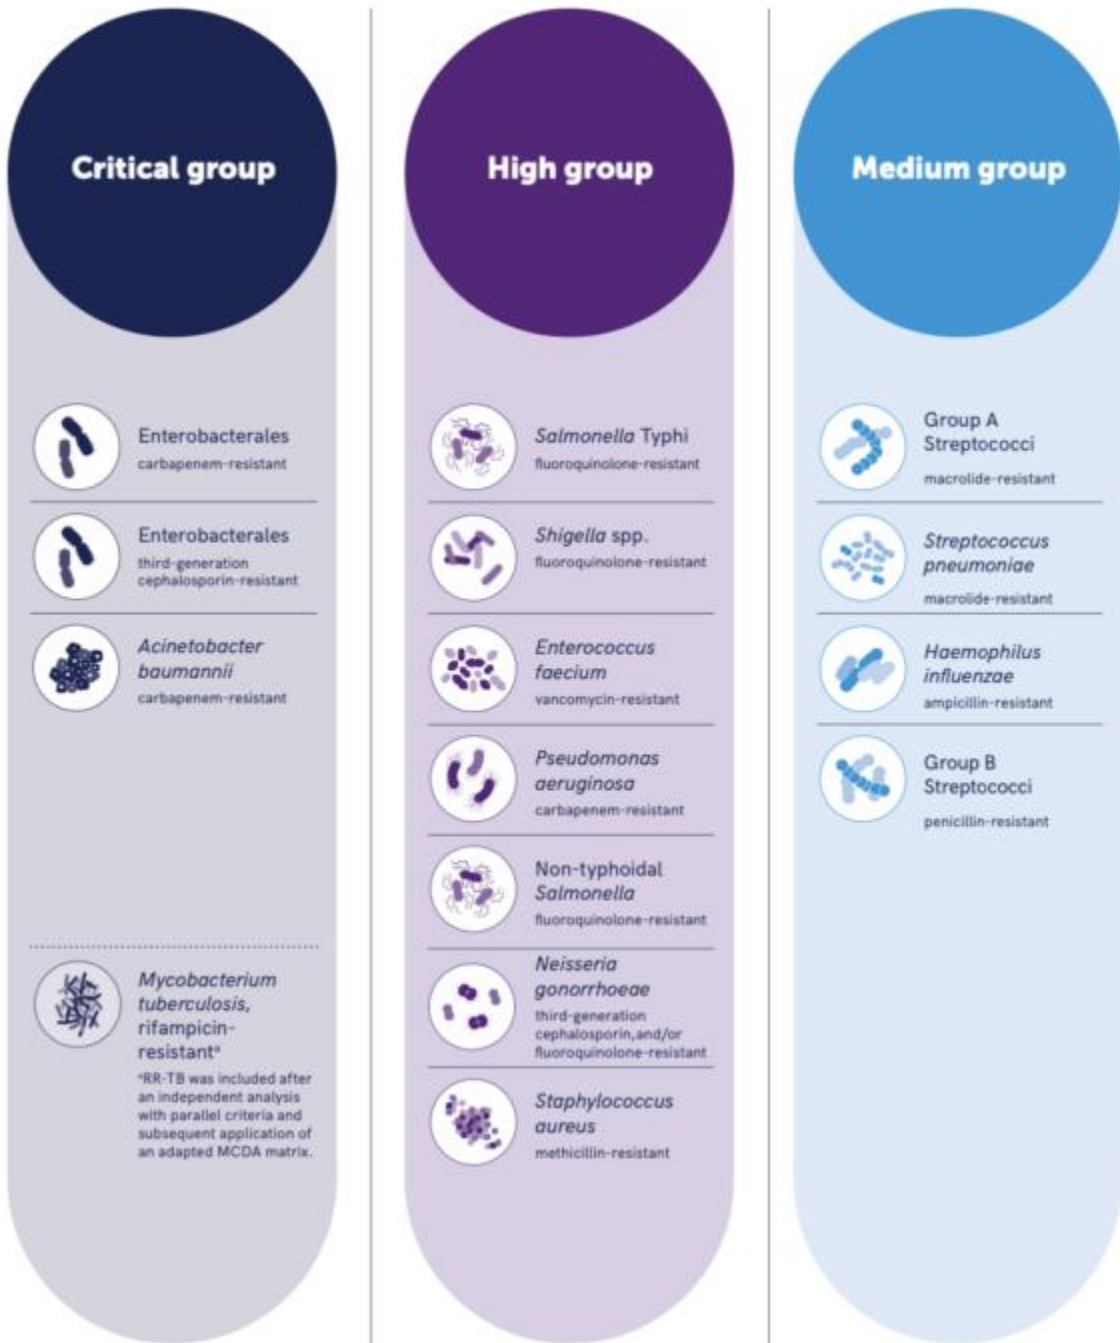 Critical group
Enterobacterales
carbapenem-resistant
Enterobacterales
third-generation
cephalosporin-resistant
Acinetobacter
baumannii
carbapenem-resistant
Mycobacterium
tuberculosis,
rifampicin-
resistantª
ªRR-TB was included after
an independent analysis
with parallel criteria and
subsequent application of
an adapted MCDA matrix.
High group
Salmonella Typhi
fluoroquinolone-resistant
Shigella spp.
fluoroquinolone-resistant
Enterococcus
faecium
vancomycin-resistant
Pseudomonas
aeruginosa
carbapenem-resistant
Non-typhoidal
Salmonella
fluoroquinolone-resistant
Neisseria
gonorrhoeae
third-generation
cephalosporin,and/or
fluoroquinolone-resistant
Staphylococcus
aureus
methicillin-resistant
Medium group
Group A
Streptococci
macrolide-resistant
Streptococcus
pneumoniae
macrolide-resistant
Haemophilus
influenzae
ampicillin-resistant
Group B
Streptococci
penicillin-resistant